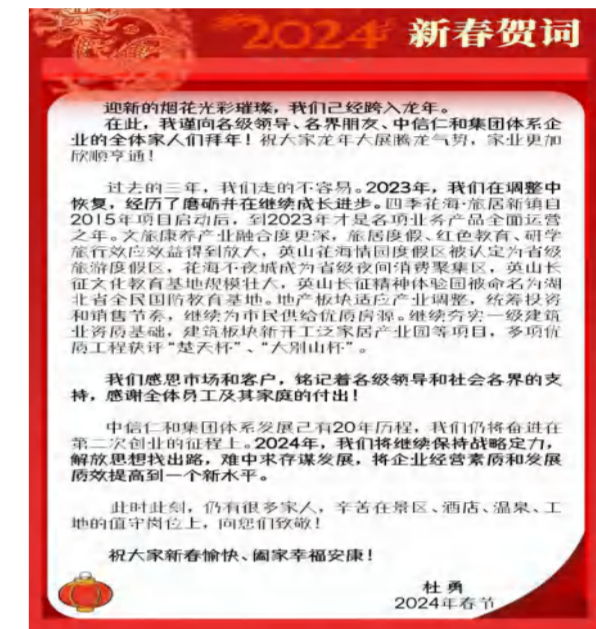 2024 新春贺词
迎新的烟花光彩璀璨，我们已经跨入龙年。
在此，我谨向各级领导、各界朋友、中信仁和集团体系企
业的全体家人们拜年！祝大家龙年大展腾龙气势，家业更加
欣顺亨通！
过去的三年，我们走的不容易。2023年，我们在调整中
恢复，经历了磨砺并在继续成长进步。四季花海·旅居新镇自
2015年项目启动后，到2023年才是各项业务产品全面运营
之年。文旅康养产业融合度更深，旅居度假、红色教育、研学
旅行效应效益得到放大，英山花海情园度假区被认定为省级
旅游度假区，花海不夜城成为省级夜间消费聚集区，英山长
征文化教育基地规模壮大，英山长征精神体验园被命名为湖
北省全民国防教育基地。地产板块适应产业调整，统筹投资
和销售节奏，继续为市民供给优质房源。继续夯实一级建筑
业资质基础，建筑板块新开工泛家居产业园等项目，多项优
质工程获评“楚天杯”、“大别山杯”。
我们感恩市场和客户，铭记着各级领导和社会各界的支
持，感谢全体员工及其家庭的付出！
中信仁和集团体系发展已有20年历程，我们仍将奋进在
第二次创业的征程上。2024年，我们将继续保持战略定力，
解放思想找出路，难中求存谋发展，将企业经营素质和发展
质效提高到一个新水平。
此时此刻，仍有很多家人，辛苦在景区、酒店、温泉、工
地的值守岗位上，向您们致敬！
祝大家新春愉快、阖家幸福安康！
杜 勇
2024年春节